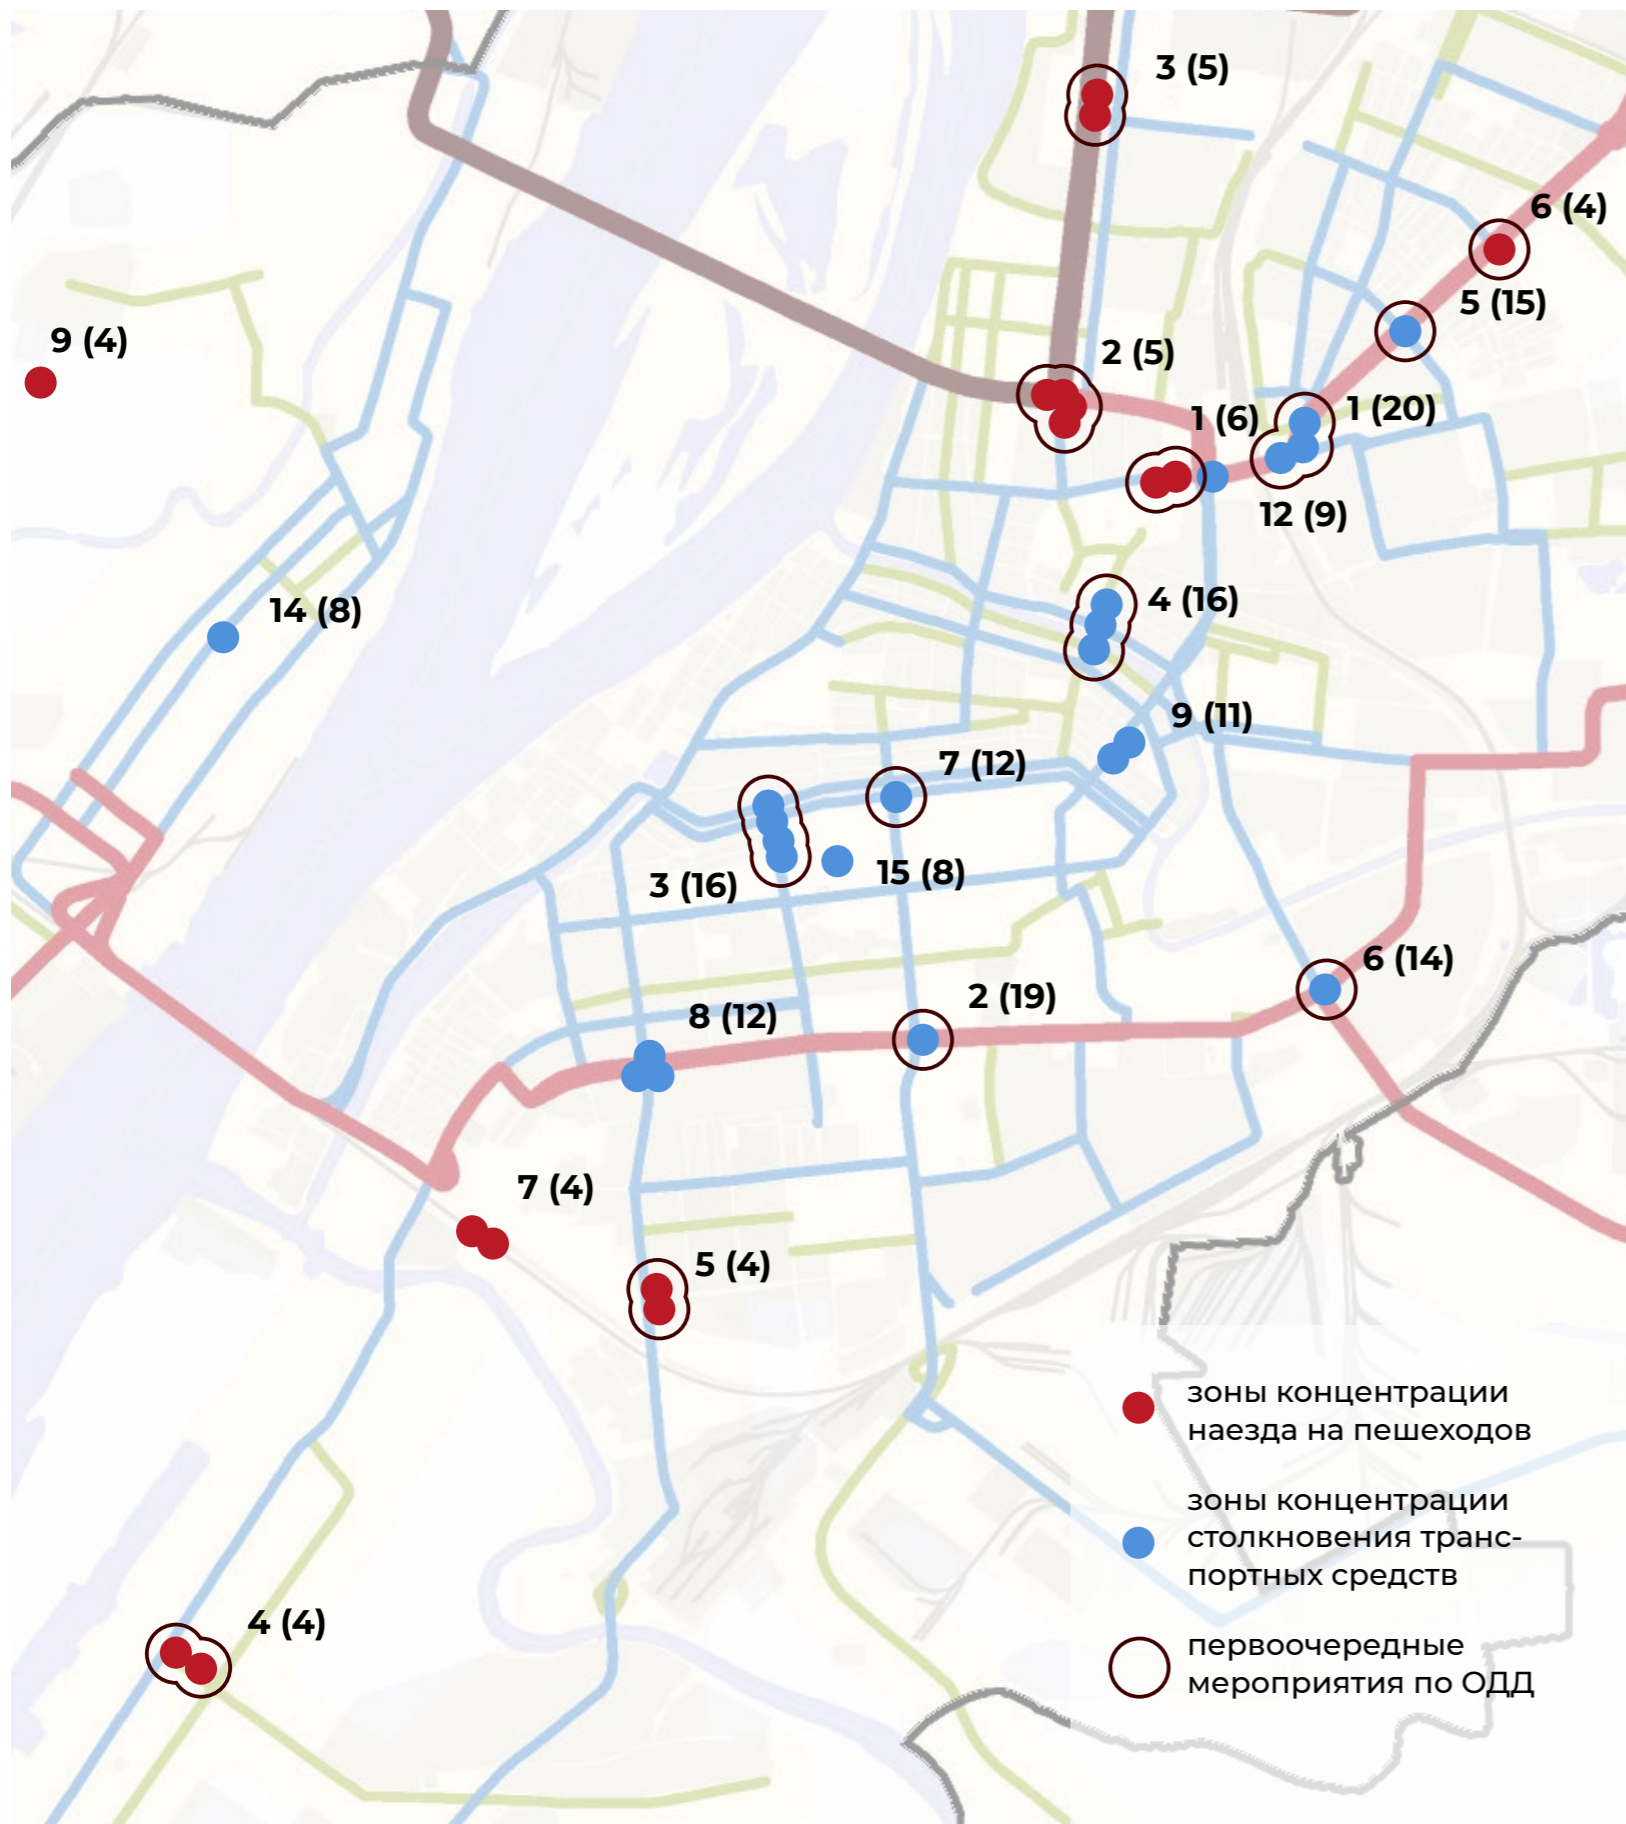 3 (5)
6 (4)
5 (15)
9 (4)
2 (5)
1 (6)
1 (20)
12 (9)
14 (8)
4 (16)
9 (11)
7 (12)
3 (16)
15 (8)
6 (14)
2 (19)
8 (12)
7 (4)
5 (4)
4 (4)
зоны концентрации
наезда на пешеходов
зоны концентрации
столкновения транс-
портных средств
первоочередные
мероприятия по ОДД